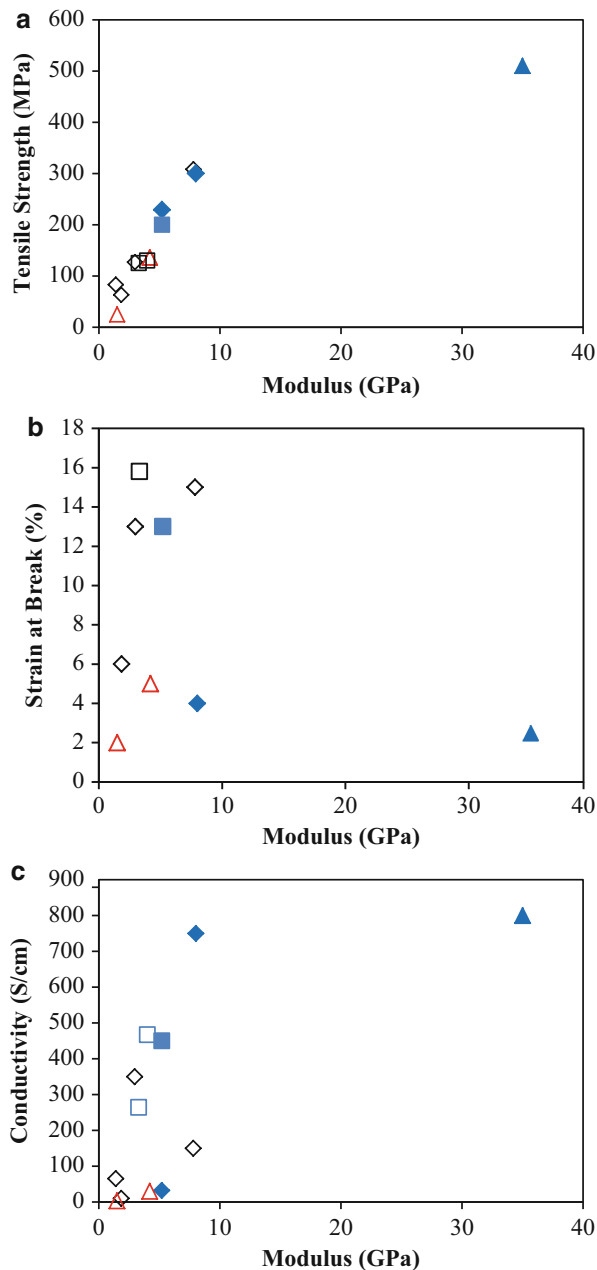 a
600
500
400
300
200
100
0
Tensile Strength (MPa)
0 10 20 30 40
Modulus (GPa)
b
18
16
14
12
10
8
6
4
2
0
Strain at Break (%)
0 10 20 30 40
Modulus (GPa)
c
900
800
700
600
500
400
300
200
100
0
Conductivity (S/cm)
0 10 20 30 40
Modulus (GPa)